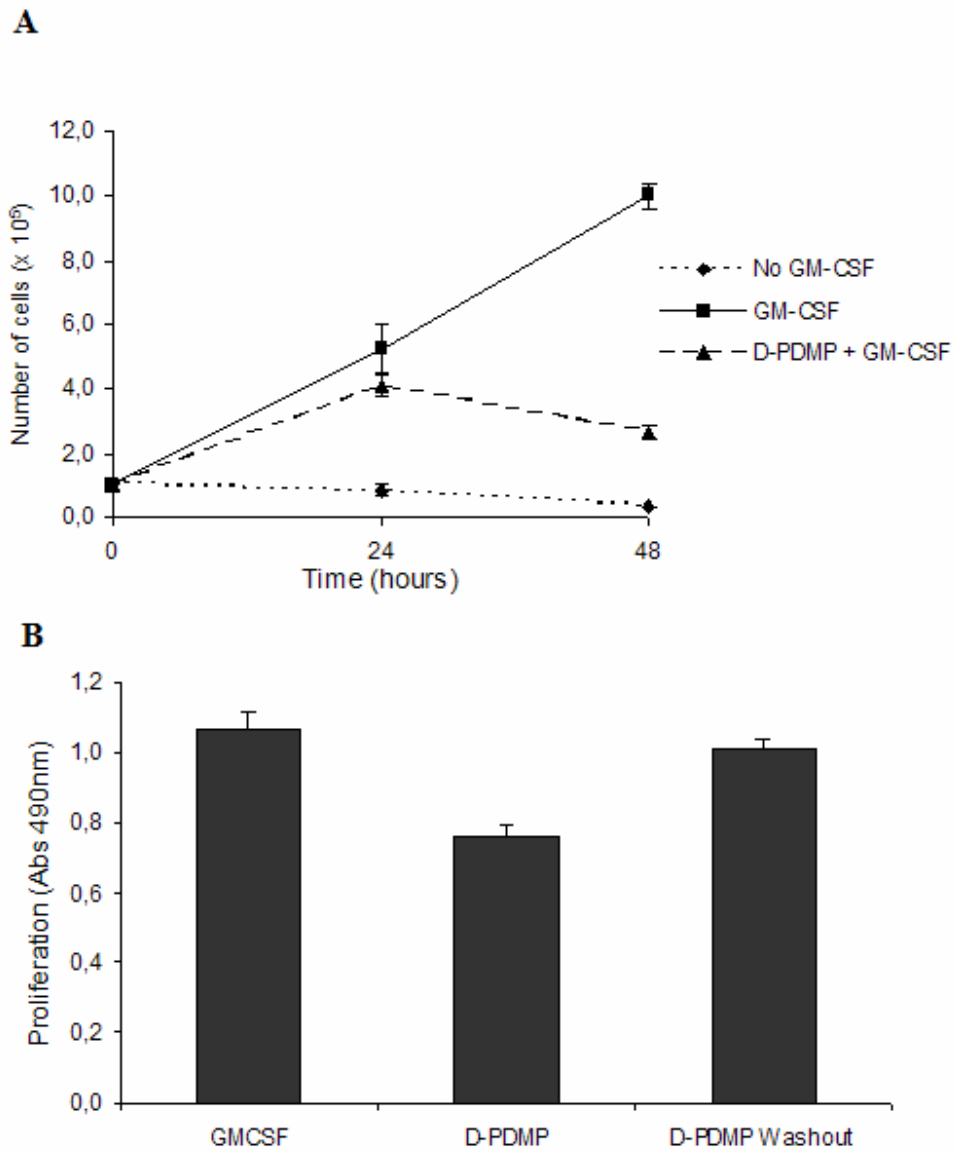 A
12,0
10,0
8,0
6,0
4,0
2,0
0,0
Number of cells (x 10⁵)
0
24
48
Time (hours)
No GM-CSF
GM-CSF
D-PDMP + GM-CSF
B
1,2
1,0
0,8
0,6
0,4
0,2
0,0
Proliferation (Abs 490nm)
GMCSF
D-PDMP
D-PDMP Washout